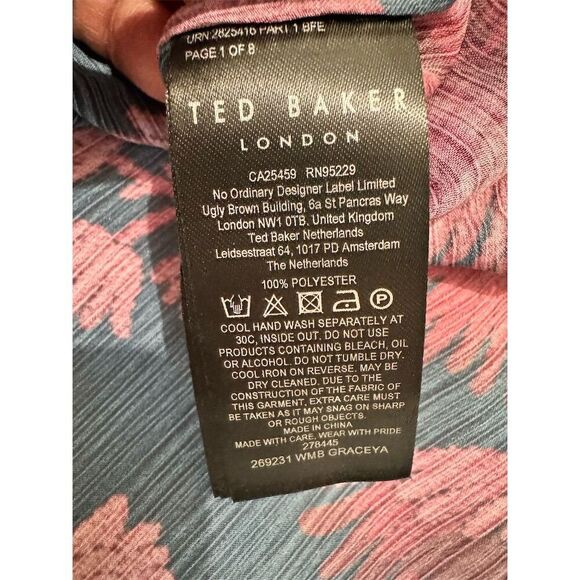 URN 2825416 PART 1 BFE
PAGE 1 OF 8
TED BAKER
LONDON
CA25459 RN95229
No Ordinary Designer Label Limited
Ugly Brown Building, 6a St Pancras Way
London NW1 0TB, United Kingdom
Ted Baker Netherlands
Leidsestraat 64, 1017 PD Amsterdam
The Netherlands
100% POLYESTER
P
COOL HAND WASH SEPARATELY AT
30C, INSIDE OUT. DO NOT USE
PRODUCTS CONTAINING BLEACH, OIL
OR ALCOHOL. DO NOT TUMBLE DRY.
COOL IRON ON REVERSE. MAY BE
DRY CLEANED. DUE TO THE
CONSTRUCTION OF THE FABRIC OF
THIS GARMENT, EXTRA CARE MUST
BE TAKEN AS IT MAY SNAG ON SHARP
OR ROUGH OBJECTS.
MADE IN CHINA
MADE WITH CARE, WEAR WITH PRIDE
278445
269231 WMB GRACEYA